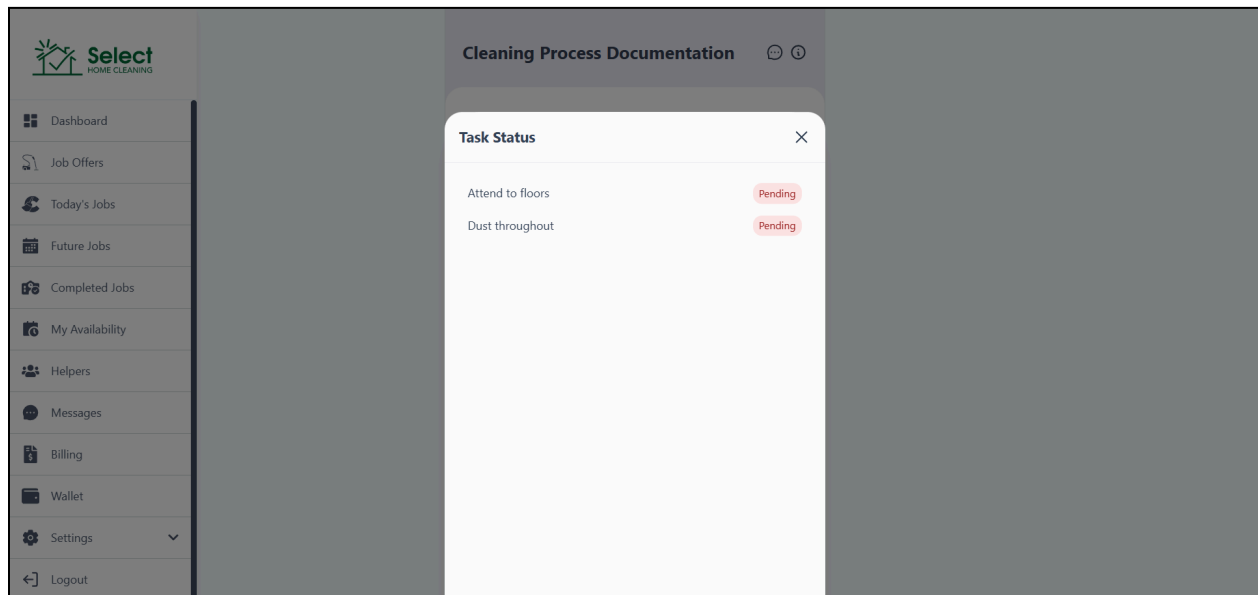 Select
HOME CLEANING
Dashboard
Job Offers
Today's Jobs
Future Jobs
Completed Jobs
My Availability
Helpers
Messages
Billing
Wallet
Settings
Logout
Cleaning Process Documentation
Task Status
Attend to floors Pending
Dust throughout Pending